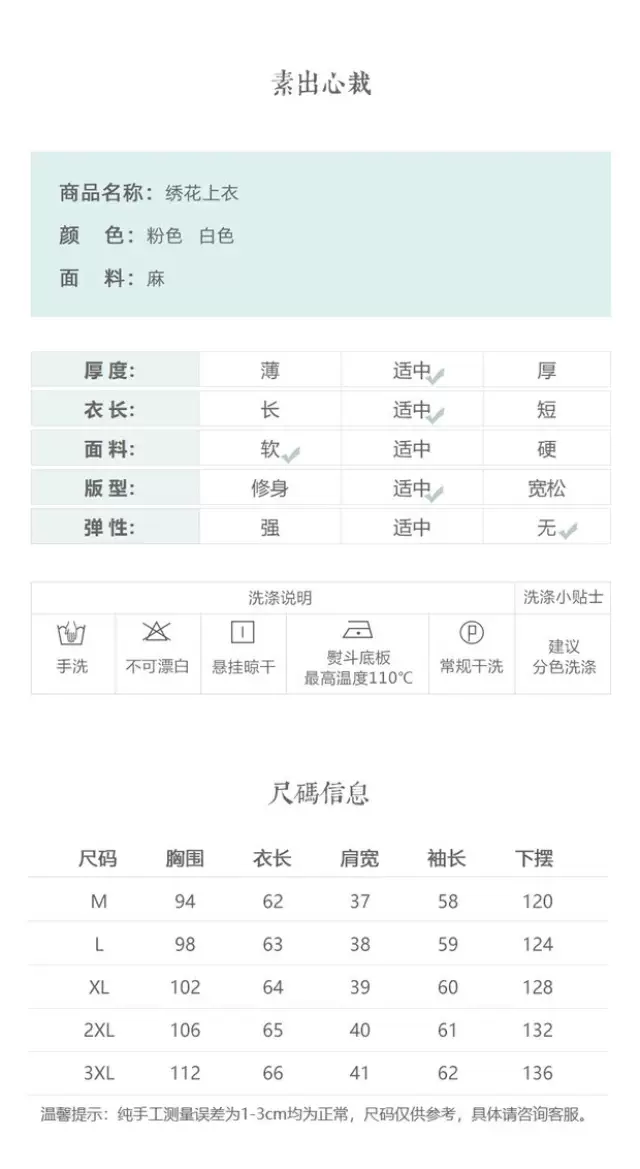 素出心裁
商品名称：绣花上衣
颜 色：粉色 白色
面 料：麻
厚度: 薄 适中 厚
衣长: 长 适中 短
面料: 软 适中 硬
版型: 修身 适中 宽松
弹性: 强 适中 无
洗涤说明 洗涤小贴士
手洗 不可漂白 悬挂晾干 熨斗底板 最高温度110℃ P 常规干洗 建议 分色洗涤
尺碼信息
尺码 胸围 衣长 肩宽 袖长 下摆
M 94 62 37 58 120
L 98 63 38 59 124
XL 102 64 39 60 128
2XL 106 65 40 61 132
3XL 112 66 41 62 136
温馨提示：纯手工测量误差为1-3cm均为正常，尺码仅供参考，具体请咨询客服。